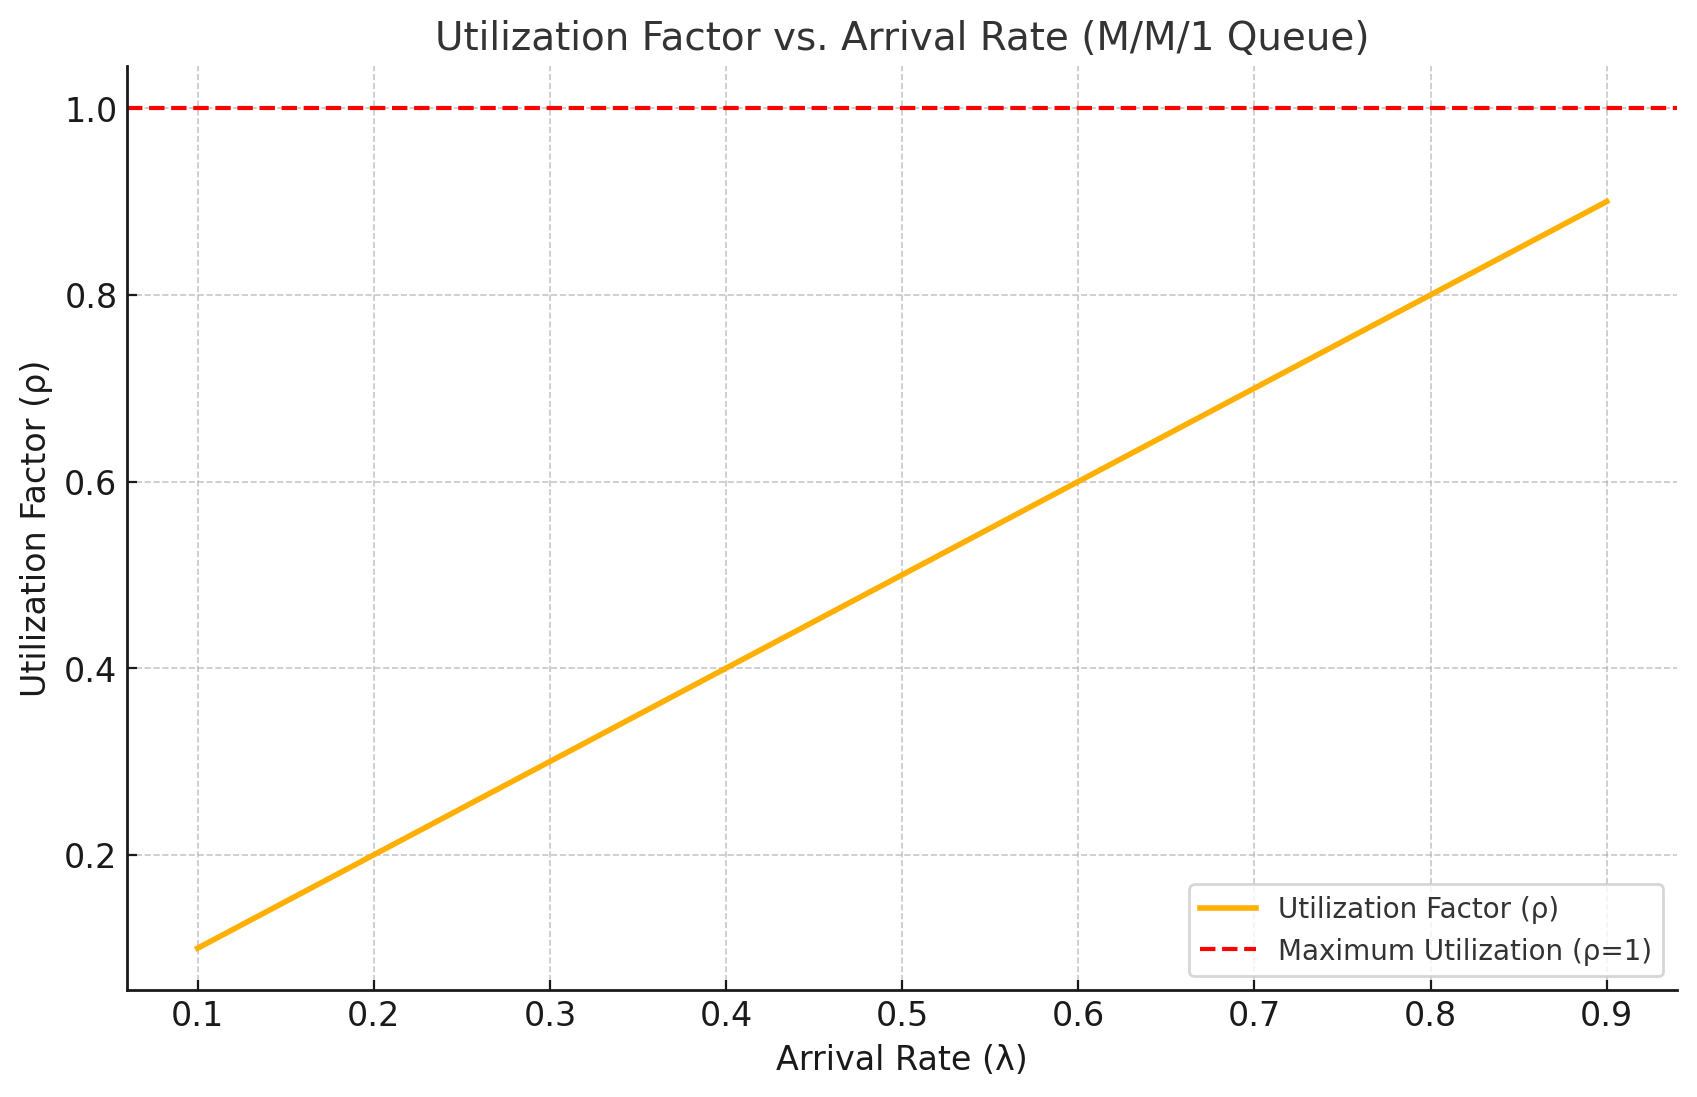 Utilization Factor vs. Arrival Rate (M/M/1 Queue)
Utilization Factor (ρ)
1.0
0.8
0.6
0.4
0.2
Utilization Factor (ρ)
Maximum Utilization (ρ=1)
0.1 0.2 0.3 0.4 0.5 0.6 0.7 0.8 0.9
Arrival Rate (λ)